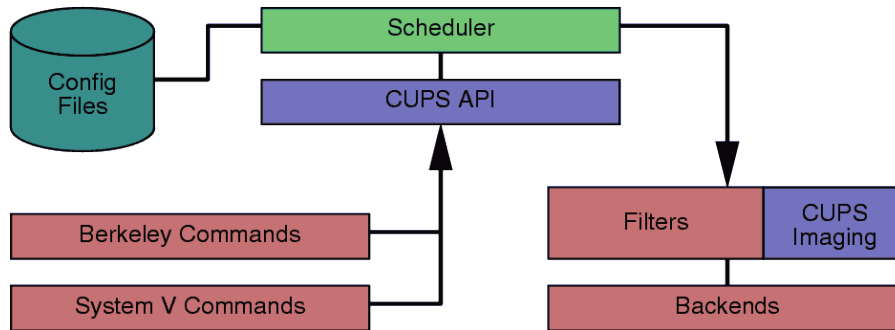 Scheduler
Config
Files
CUPS API
Berkeley Commands
System V Commands
Filters
CUPS
Imaging
Backends